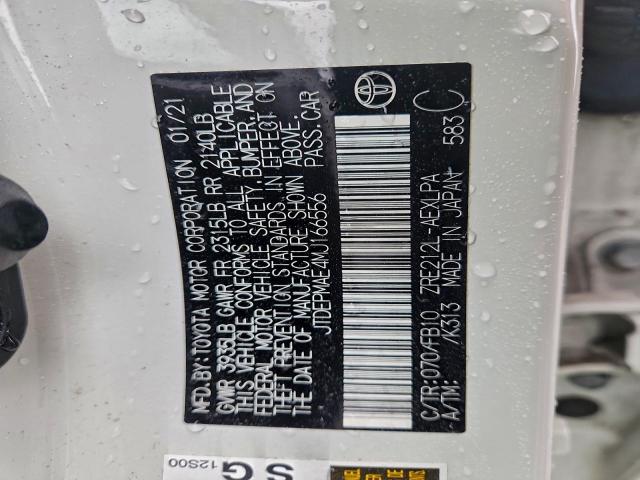 MFD.BY:TOYOTA MOTOR CORPORATION 01/21
GVWR 3935LB GAWR FR 2315LB RR 2140LB
THIS VEHICLE CONFORMS TO ALL APPLICABLE
FEDERAL MOTOR VEHICLE SAFETY, BUMPER, AND
THEFT PREVENTION STANDARDS IN EFFECT ON
THE DATE OF MANUFACTURE SHOWN ABOVE.
JTDEPMAE4MJ166556 PASS.CAR
C/TR:070/FB10 ZRE212L-AEXLPA
A/TM: /K313 MADE IN JAPAN 583 C
SG
12S00